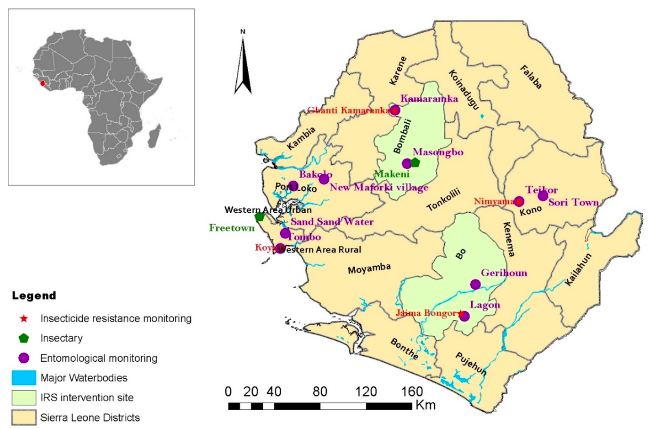 N
Karene
Koinadugu
Falaba
Kamaramka
Ghanti Kamaranka
Kambia
Bombali
Masongbo
Makeni
Bakolo
Port Loko
New Maforki village
Tonkolili
Teikor
Nimyama
Sori Town
Kono
Western Area Urban
Freetown
Sand Sand Water
Tombo
Koya
Western Area Rural
Moyamba
Bo
Kenema
Kailahun
Gerihoun
Lagon
Jaima Bongor
Bonthe
Pujehun
Legend
Insecticide resistance monitoring
Insectary
Entomological monitoring
Major Waterbodies
IRS intervention site
Sierra Leone Districts
0 20 40 80 120 160
Km